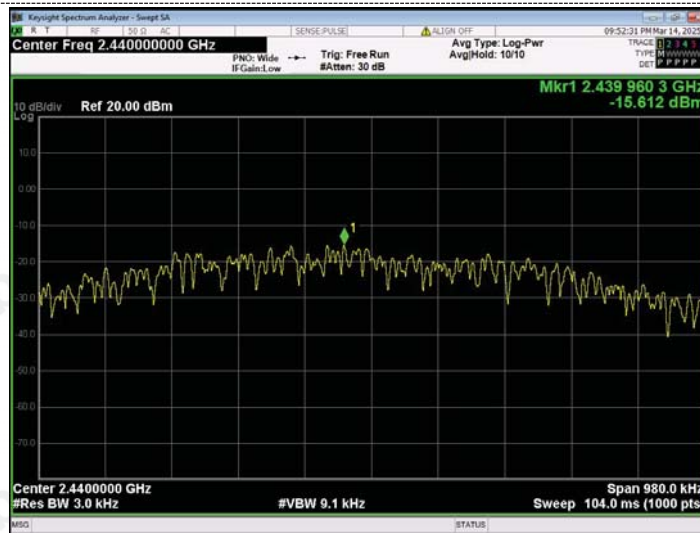 Keysight Spectrum Analyzer - Swept SA
R T RF 50 Ω AC SENSE:PULSE ALIGN OFF 09:52:31 PM Mar 14, 2025
Center Freq 2.440000000 GHz
PNO: Wide
IFGain:Low
Trig: Free Run
#Atten: 30 dB
Avg Type: Log-Pwr
Avg|Hold: 10/10
TRACE 1 2 3 4 5
TYPE M W W W W
DET P P P P P
Mkr1 2.439 960 3 GHz
-15.612 dBm
10 dB/div Ref 20.00 dBm
Log
10.0
0.00
-10.0
-20.0
-30.0
-40.0
-50.0
-60.0
-70.0
1
Center 2.4400000 GHz Span 980.0 kHz
#Res BW 3.0 kHz #VBW 9.1 kHz Sweep 104.0 ms (1000 pts
MSG STATUS